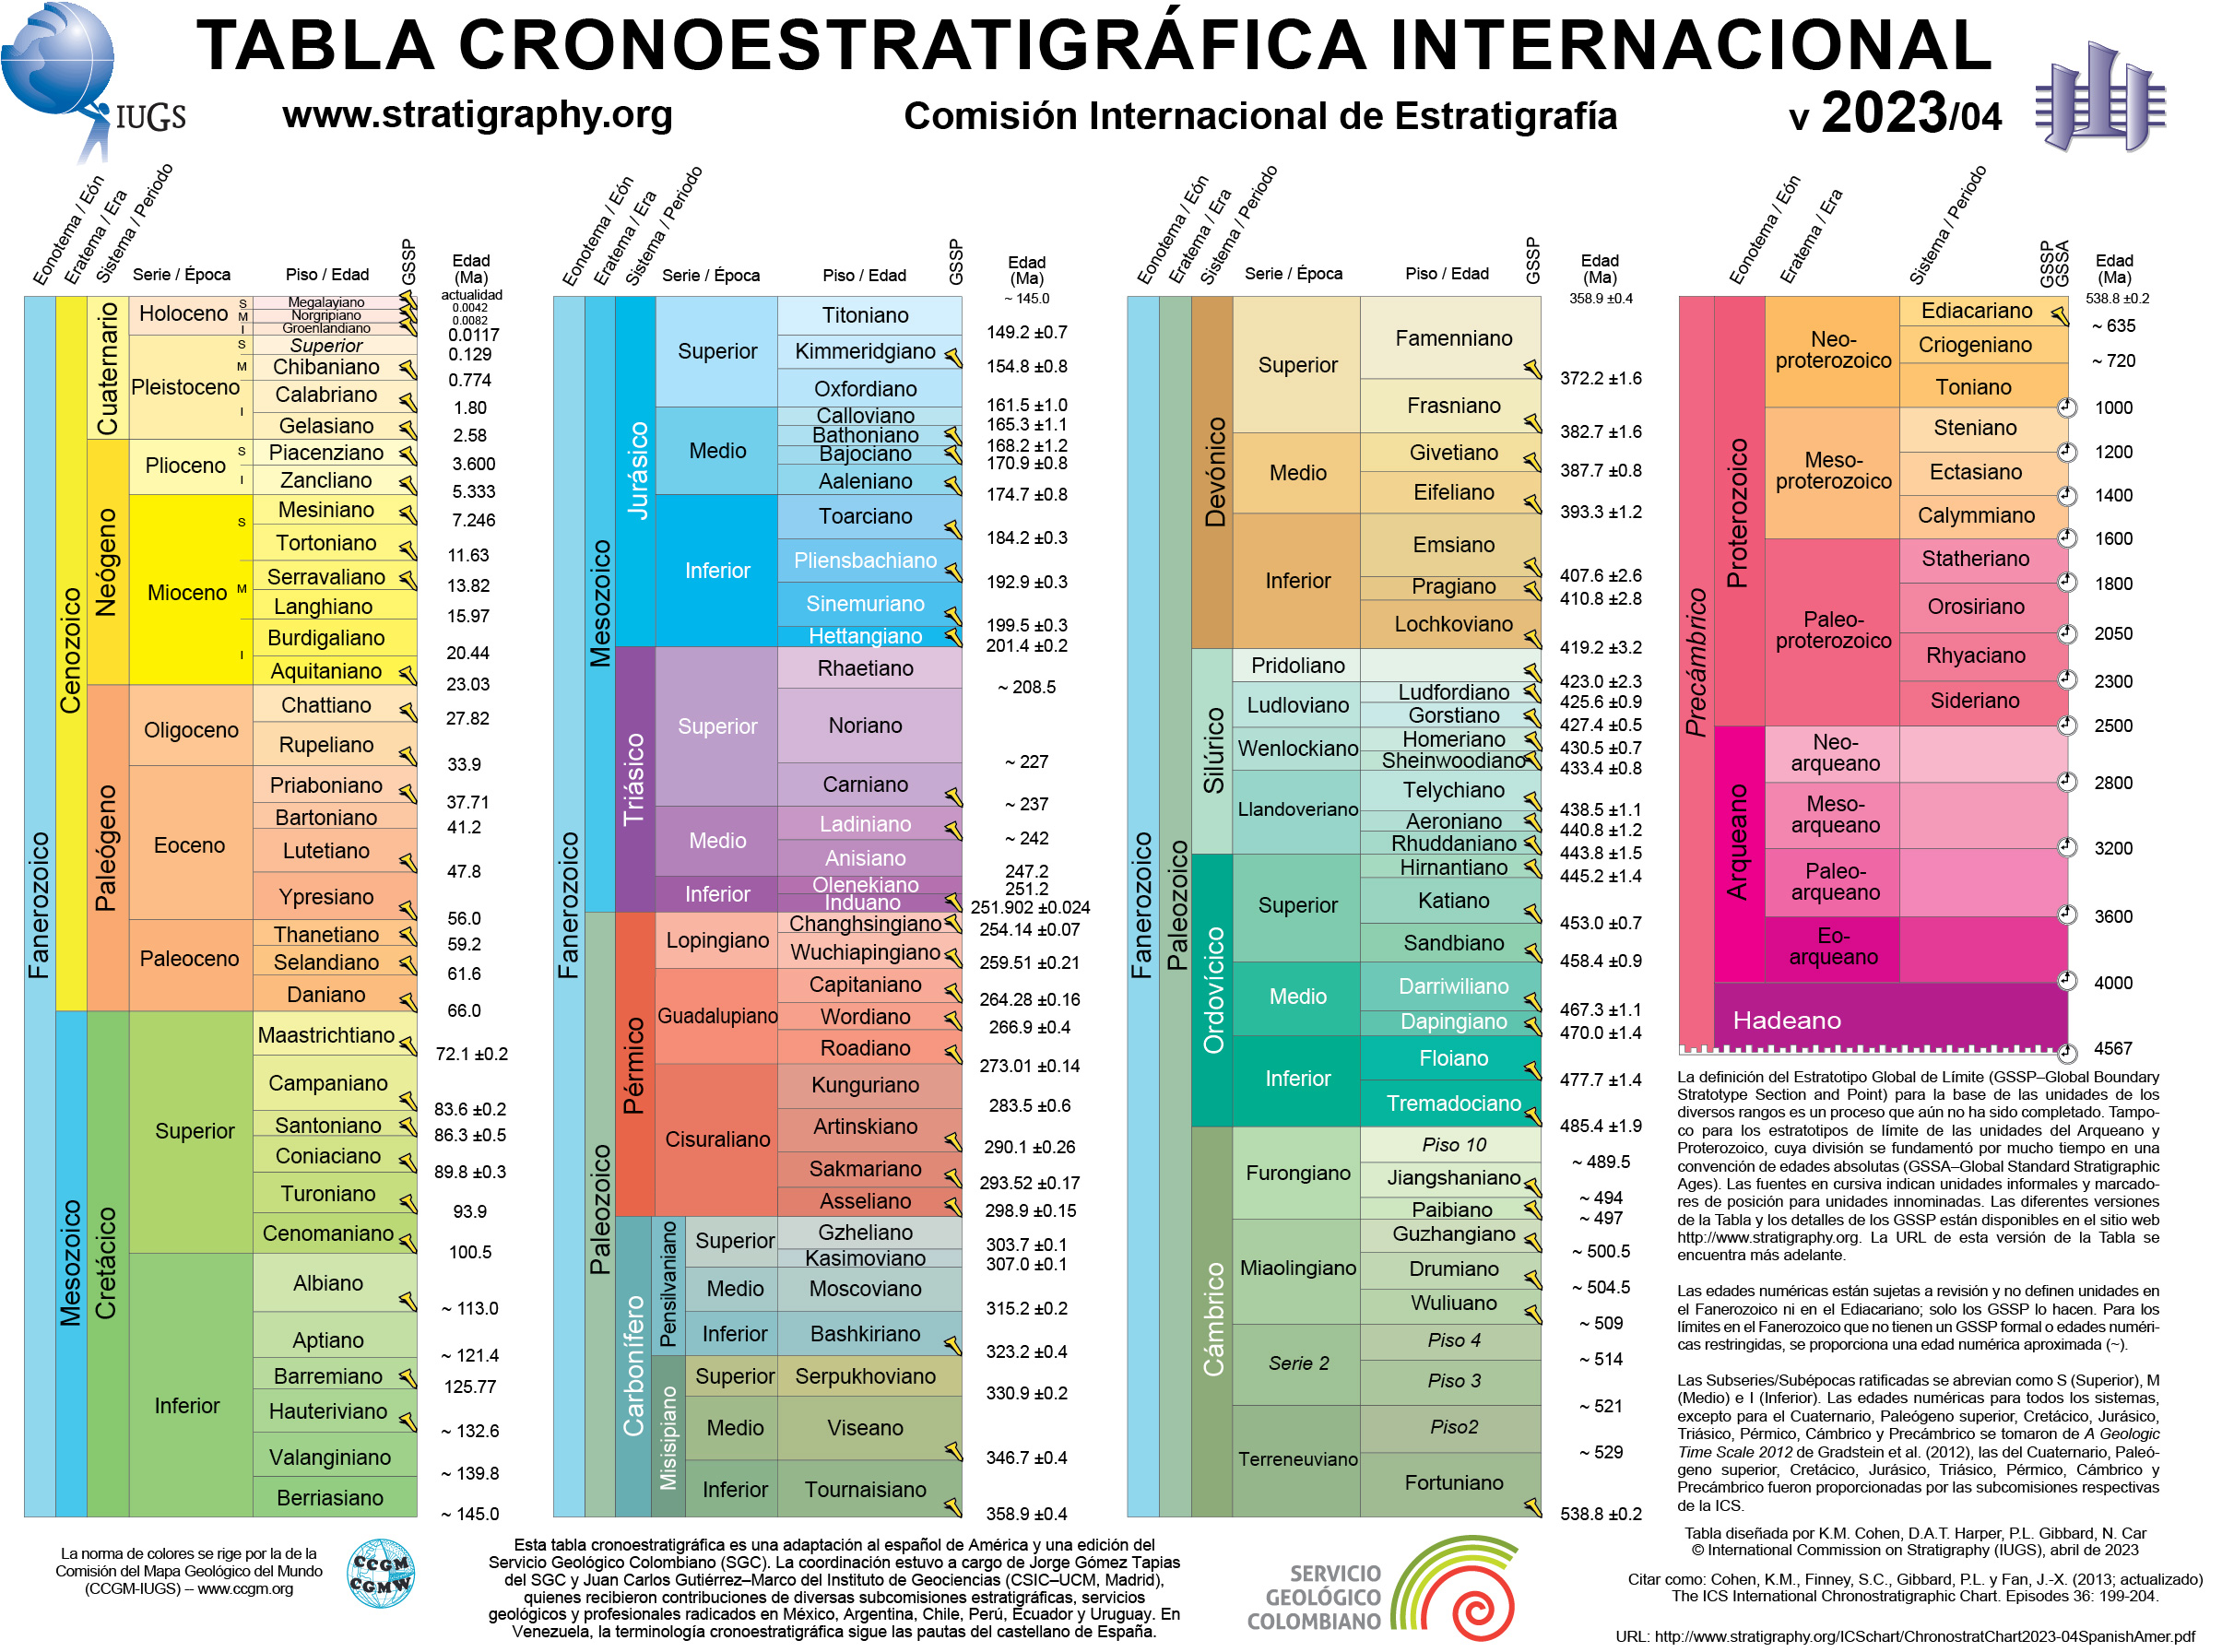 TABLA CRONOESTRATIGRÁFICA INTERNACIONAL
IUGS
www.stratigraphy.org
Comisión Internacional de Estratigrafía
v 2023/04
Eonotema / Eón
Eratema / Era
Sistema / Periodo
Serie / Época
Piso / Edad
GSSP
Edad
(Ma)
Fanerozoico
Cenozoico
Cuaternario
Holoceno
S
M
I
Megalayiano
Norgripiano
Groenlandiano
actualidad
0.0042
0.0082
0.0117
Pleistoceno
S
M
I
Superior
0.129
Chibaniano
0.774
Calabriano
1.80
Gelasiano
2.58
Neógeno
Plioceno
S
I
Piacenziano
3.600
Zancliano
5.333
Mioceno
S
M
I
Mesiniano
7.246
Tortoniano
11.63
Serravaliano
13.82
Langhiano
15.97
Burdigaliano
20.44
Aquitaniano
23.03
Paleógeno
Oligoceno
Chattiano
27.82
Rupeliano
33.9
Eoceno
Priaboniano
37.71
Bartoniano
41.2
Lutetiano
47.8
Ypresiano
56.0
Paleoceno
Thanetiano
59.2
Selandiano
61.6
Daniano
66.0
Mesozoico
Cretácico
Superior
Maastrichtiano
72.1 ±0.2
Campaniano
83.6 ±0.2
Santoniano
86.3 ±0.5
Coniaciano
89.8 ±0.3
Turoniano
93.9
Cenomaniano
100.5
Inferior
Albiano
~ 113.0
Aptiano
~ 121.4
Barremiano
125.77
Hauteriviano
~ 132.6
Valanginiano
~ 139.8
Berriasiano
~ 145.0
Eonotema / Eón
Eratema / Era
Sistema / Periodo
Serie / Época
Piso / Edad
GSSP
Edad
(Ma)
~ 145.0
Fanerozoico
Mesozoico
Jurásico
Superior
Titoniano
149.2 ±0.7
Kimmeridgiano
154.8 ±0.8
Oxfordiano
161.5 ±1.0
Medio
Calloviano
165.3 ±1.1
Bathoniano
168.2 ±1.2
Bajociano
170.9 ±0.8
Aaleniano
174.7 ±0.8
Inferior
Toarciano
184.2 ±0.3
Pliensbachiano
192.9 ±0.3
Sinemuriano
199.5 ±0.3
Hettangiano
201.4 ±0.2
Triásico
Superior
Rhaetiano
~ 208.5
Noriano
~ 227
Carniano
~ 237
Medio
Ladiniano
~ 242
Anisiano
247.2
Inferior
Olenekiano
251.2
Induano
251.902 ±0.024
Paleozoico
Pérmico
Lopingiano
Changhsingiano
254.14 ±0.07
Wuchiapingiano
259.51 ±0.21
Guadalupiano
Capitaniano
264.28 ±0.16
Wordiano
266.9 ±0.4
Roadiano
273.01 ±0.14
Cisuraliano
Kunguriano
283.5 ±0.6
Artinskiano
290.1 ±0.26
Sakmariano
293.52 ±0.17
Asseliano
298.9 ±0.15
Carbonífero
Pensilvaniano
Superior
Gzheliano
303.7 ±0.1
Kasimoviano
307.0 ±0.1
Medio
Moscoviano
315.2 ±0.2
Inferior
Bashkiriano
323.2 ±0.4
Misisipiano
Superior
Serpukhoviano
330.9 ±0.2
Medio
Viseano
346.7 ±0.4
Inferior
Tournaisiano
358.9 ±0.4
Eonotema / Eón
Eratema / Era
Sistema / Periodo
Serie / Época
Piso / Edad
GSSP
Edad
(Ma)
358.9 ±0.4
Fanerozoico
Paleozoico
Devónico
Superior
Famenniano
372.2 ±1.6
Frasniano
382.7 ±1.6
Medio
Givetiano
387.7 ±0.8
Eifeliano
393.3 ±1.2
Inferior
Emsiano
407.6 ±2.6
Pragiano
410.8 ±2.8
Lochkoviano
419.2 ±3.2
Silúrico
Pridoliano
423.0 ±2.3
Ludloviano
Ludfordiano
425.6 ±0.9
Gorstiano
427.4 ±0.5
Wenlockiano
Homeriano
430.5 ±0.7
Sheinwoodiano
433.4 ±0.8
Llandoveriano
Telychiano
438.5 ±1.1
Aeroniano
440.8 ±1.2
Rhuddaniano
443.8 ±1.5
Ordovícico
Superior
Hirnantiano
445.2 ±1.4
Katiano
453.0 ±0.7
Sandbiano
458.4 ±0.9
Medio
Darriwiliano
467.3 ±1.1
Dapingiano
470.0 ±1.4
Inferior
Floiano
477.7 ±1.4
Tremadociano
485.4 ±1.9
Cámbrico
Furongiano
Piso 10
~ 489.5
Jiangshaniano
~ 494
Paibiano
~ 497
Miaolingiano
Guzhangiano
~ 500.5
Drumiano
~ 504.5
Wuliuano
~ 509
Serie 2
Piso 4
~ 514
Piso 3
~ 521
Terreneuviano
Piso2
~ 529
Fortuniano
538.8 ±0.2
Eonotema / Eón
Eratema / Era
Sistema / Periodo
GSSP
GSSA
Edad
(Ma)
538.8 ±0.2
Precámbrico
Proterozoico
Neo-
proterozoico
Ediacariano
~ 635
Criogeniano
~ 720
Toniano
1000
Meso-
proterozoico
Steniano
1200
Ectasiano
1400
Calymmiano
1600
Paleo-
proterozoico
Statheriano
1800
Orosiriano
2050
Rhyaciano
2300
Sideriano
2500
Arqueano
Neo-
arqueano
2800
Meso-
arqueano
3200
Paleo-
arqueano
3600
Eo-
arqueano
4000
Hadeano
4567
La definición del Estratotipo Global de Límite (GSSP–Global Boundary
Stratotype Section and Point) para la base de las unidades de los
diversos rangos es un proceso que aún no ha sido completado. Tampo-
co para los estratotipos de límite de las unidades del Arqueano y
Proterozoico, cuya división se fundamentó por mucho tiempo en una
convención de edades absolutas (GSSA–Global Standard Stratigraphic
Ages). Las fuentes en cursiva indican unidades informales y marcado-
res de posición para unidades innominadas. Las diferentes versiones
de la Tabla y los detalles de los GSSP están disponibles en el sitio web
http://www.stratigraphy.org. La URL de esta versión de la Tabla se
encuentra más adelante.
Las edades numéricas están sujetas a revisión y no definen unidades en
el Fanerozoico ni en el Ediacariano; solo los GSSP lo hacen. Para los
límites en el Fanerozoico que no tienen un GSSP formal o edades numéri-
cas restringidas, se proporciona una edad numérica aproximada (~).
Las Subseries/Subépocas ratificadas se abrevian como S (Superior), M
(Medio) e I (Inferior). Las edades numéricas para todos los sistemas,
excepto para el Cuaternario, Paleógeno superior, Cretácico, Jurásico,
Triásico, Pérmico, Cámbrico y Precámbrico se tomaron de A Geologic
Time Scale 2012 de Gradstein et al. (2012), las del Cuaternario, Paleó-
geno superior, Cretácico, Jurásico, Triásico, Pérmico, Cámbrico y
Precámbrico fueron proporcionadas por las subcomisiones respectivas
de la ICS.
Tabla diseñada por K.M. Cohen, D.A.T. Harper, P.L. Gibbard, N. Car
© International Commission on Stratigraphy (IUGS), abril de 2023
Citar como: Cohen, K.M., Finney, S.C., Gibbard, P.L. y Fan, J.-X. (2013; actualizado)
The ICS International Chronostratigraphic Chart. Episodes 36: 199-204.
URL: http://www.stratigraphy.org/ICSchart/ChronostratChart2023-04SpanishAmer.pdf
La norma de colores se rige por la de la
Comisión del Mapa Geológico del Mundo
(CCGM-IUGS) -- www.ccgm.org
CCGM
CGMW
Esta tabla cronoestratigráfica es una adaptación al español de América y una edición del
Servicio Geológico Colombiano (SGC). La coordinación estuvo a cargo de Jorge Gómez Tapias
del SGC y Juan Carlos Gutiérrez–Marco del Instituto de Geociencias (CSIC–UCM, Madrid),
quienes recibieron contribuciones de diversas subcomisiones estratigráficas, servicios
geológicos y profesionales radicados en México, Argentina, Chile, Perú, Ecuador y Uruguay. En
Venezuela, la terminología cronoestratigráfica sigue las pautas del castellano de España.
SERVICIO
GEOLÓGICO
COLOMBIANO